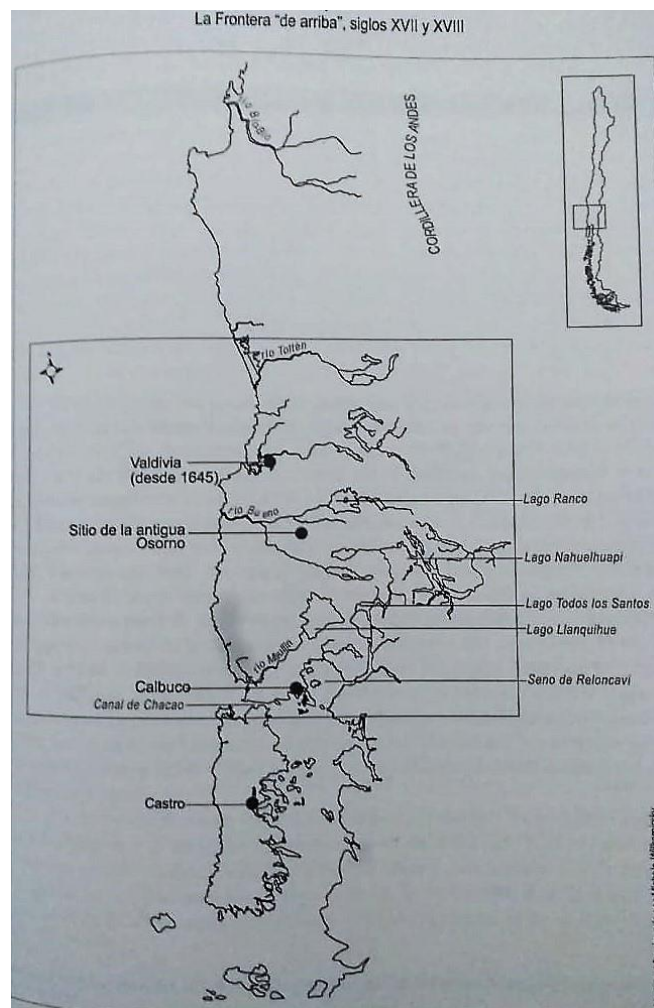 La Frontera "de arriba", siglos XVII y XVIII
río BíoBío
CORDILLERA DE LOS ANDES
río Toltén
Valdivia
(desde 1645)
Lago Ranco
río Bueno
Sitio de la antigua
Osorno
Lago Nahuelhuapi
Lago Todos los Santos
Lago Llanquihue
río Maullín
Seno de Reloncaví
Calbuco
Canal de Chacao
Castro